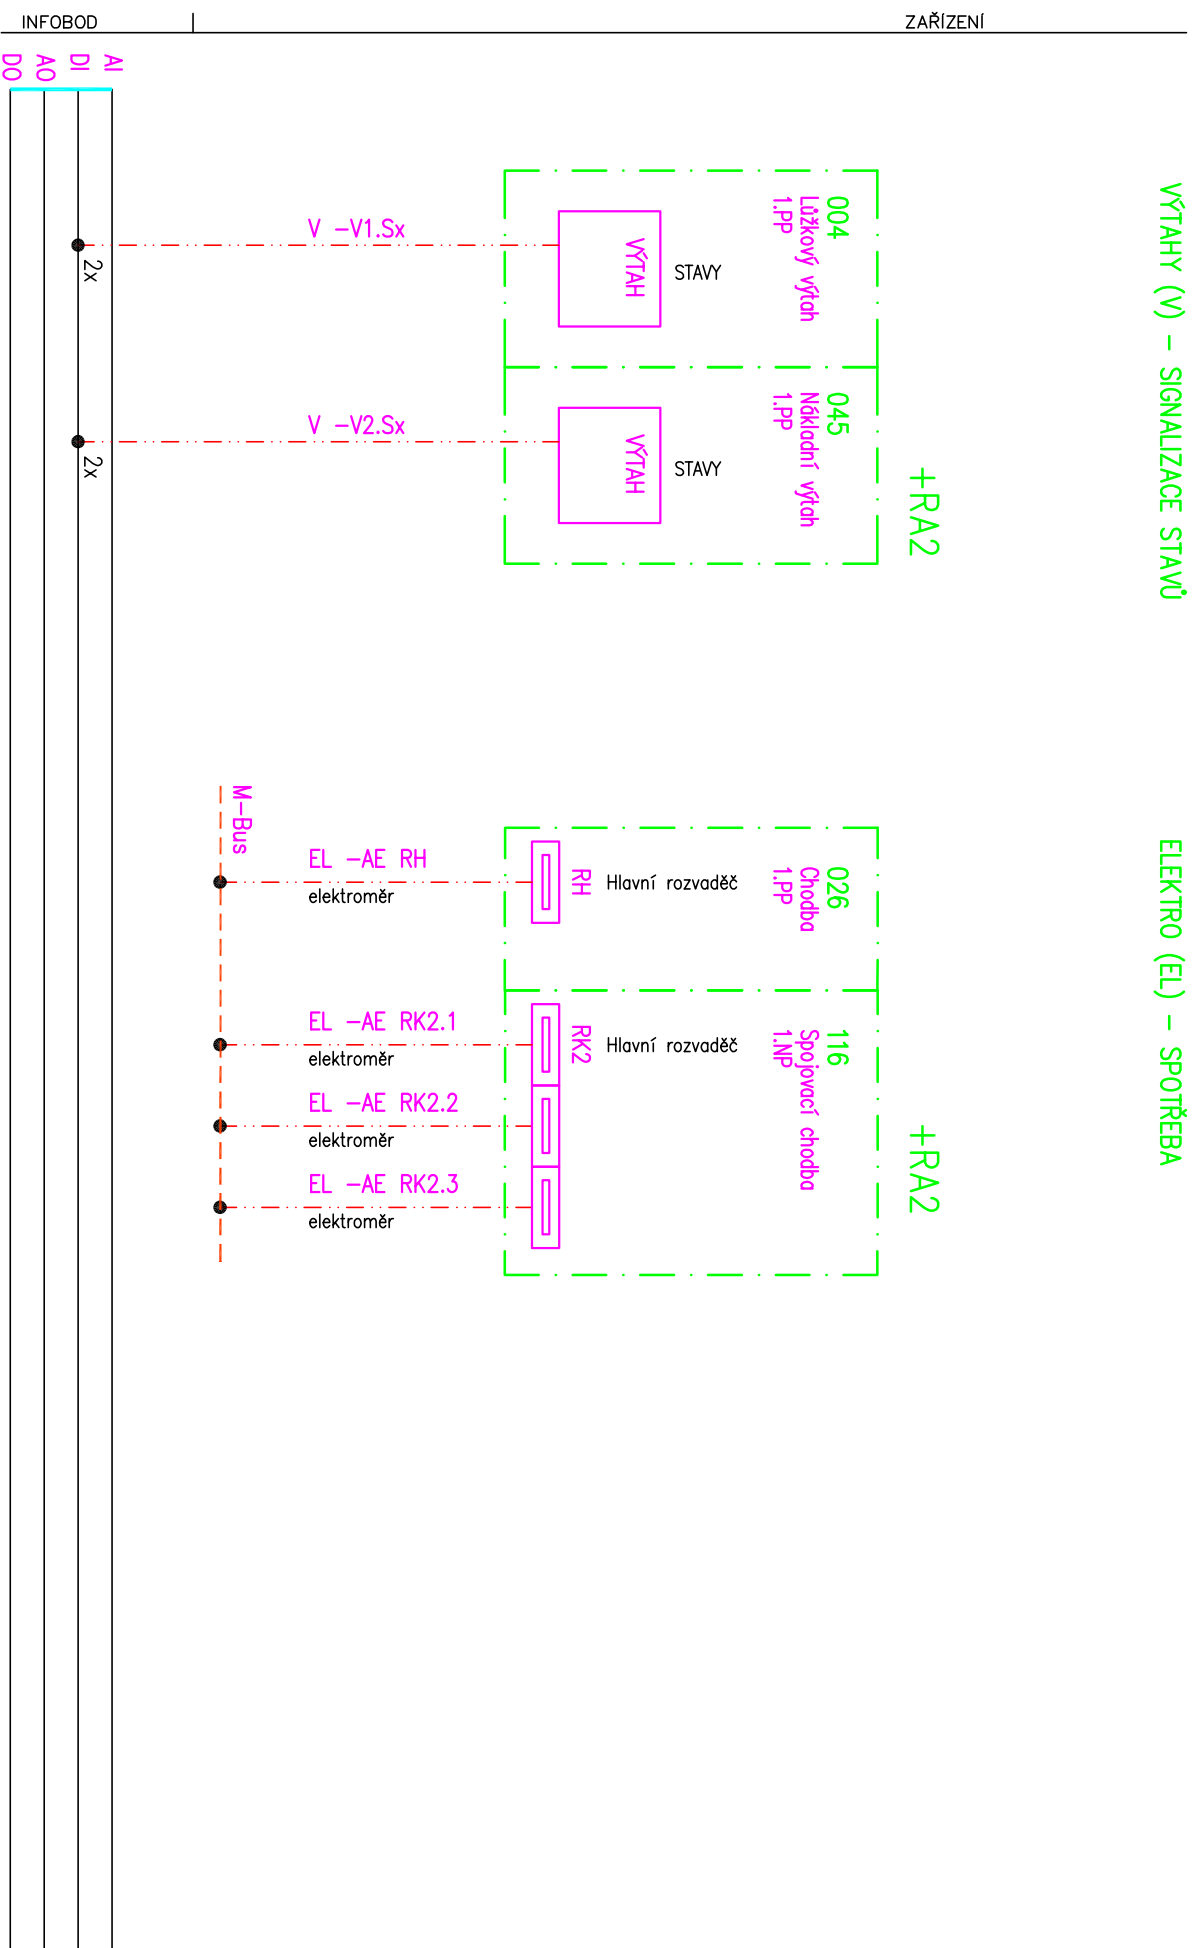 INFOBOD
ZAŘÍZENÍ
AI
DI
AO
DO
VÝTAHY (V) – SIGNALIZACE STAVŮ
+RA2
004
Lůžkový výtah
1.PP
STAVY
VÝTAH
V –V1.Sx
2x
045
Nákladní výtah
1.PP
STAVY
VÝTAH
V –V2.Sx
2x
ELEKTRO (EL) – SPOTŘEBA
+RA2
026
Chodba
1.PP
Hlavní rozvaděč
RH
EL –AE RH
elektroměr
116
Spojovací chodba
1.NP
Hlavní rozvaděč
RK2
EL –AE RK2.1
elektroměr
EL –AE RK2.2
elektroměr
EL –AE RK2.3
elektroměr
M–Bus